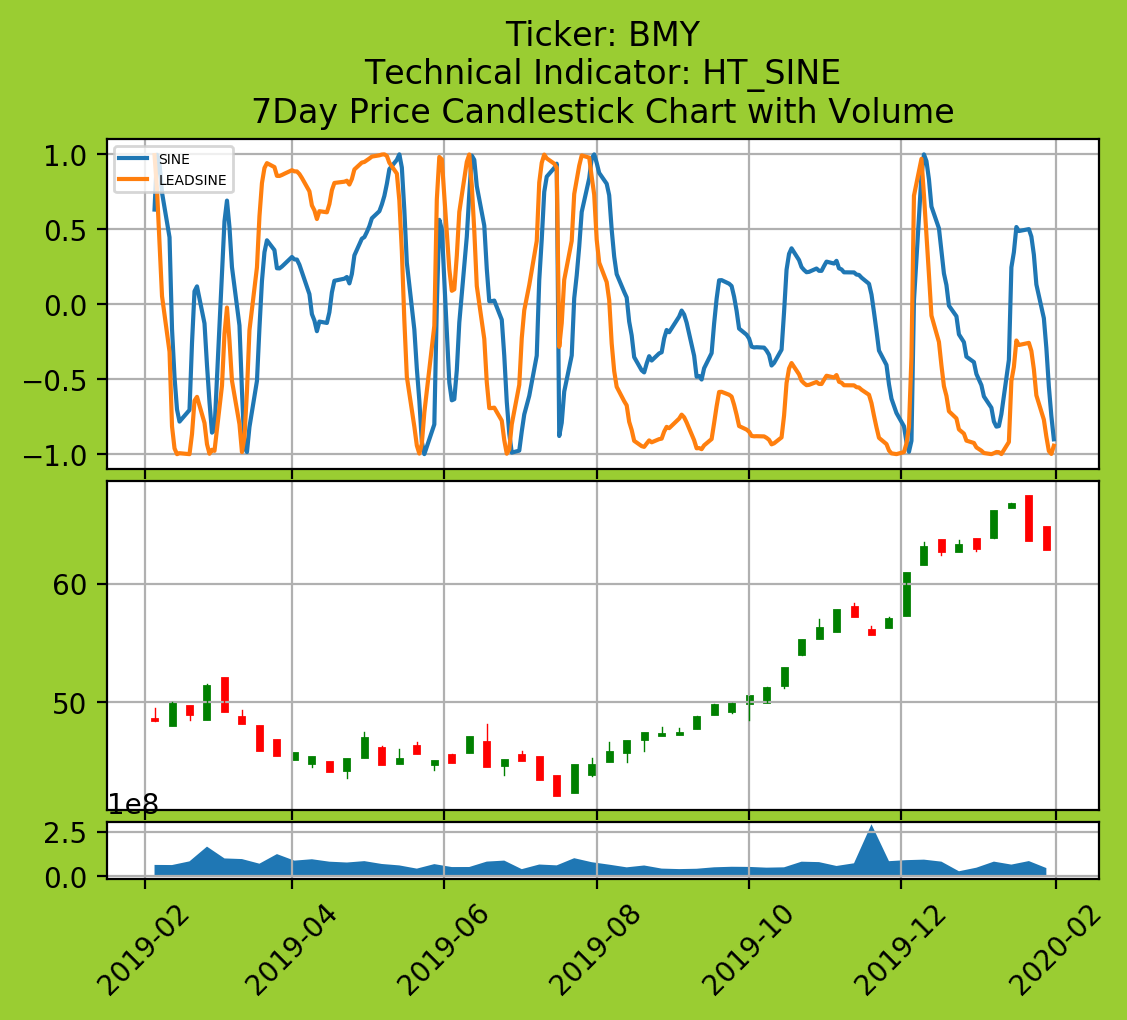 Ticker: BMY
Technical Indicator: HT_SINE
7Day Price Candlestick Chart with Volume
SINE
LEADSINE
1.0
0.5
0.0
−0.5
−1.0
60
50
1e8
2.5
0.0
2019-02
2019-04
2019-06
2019-08
2019-10
2019-12
2020-02